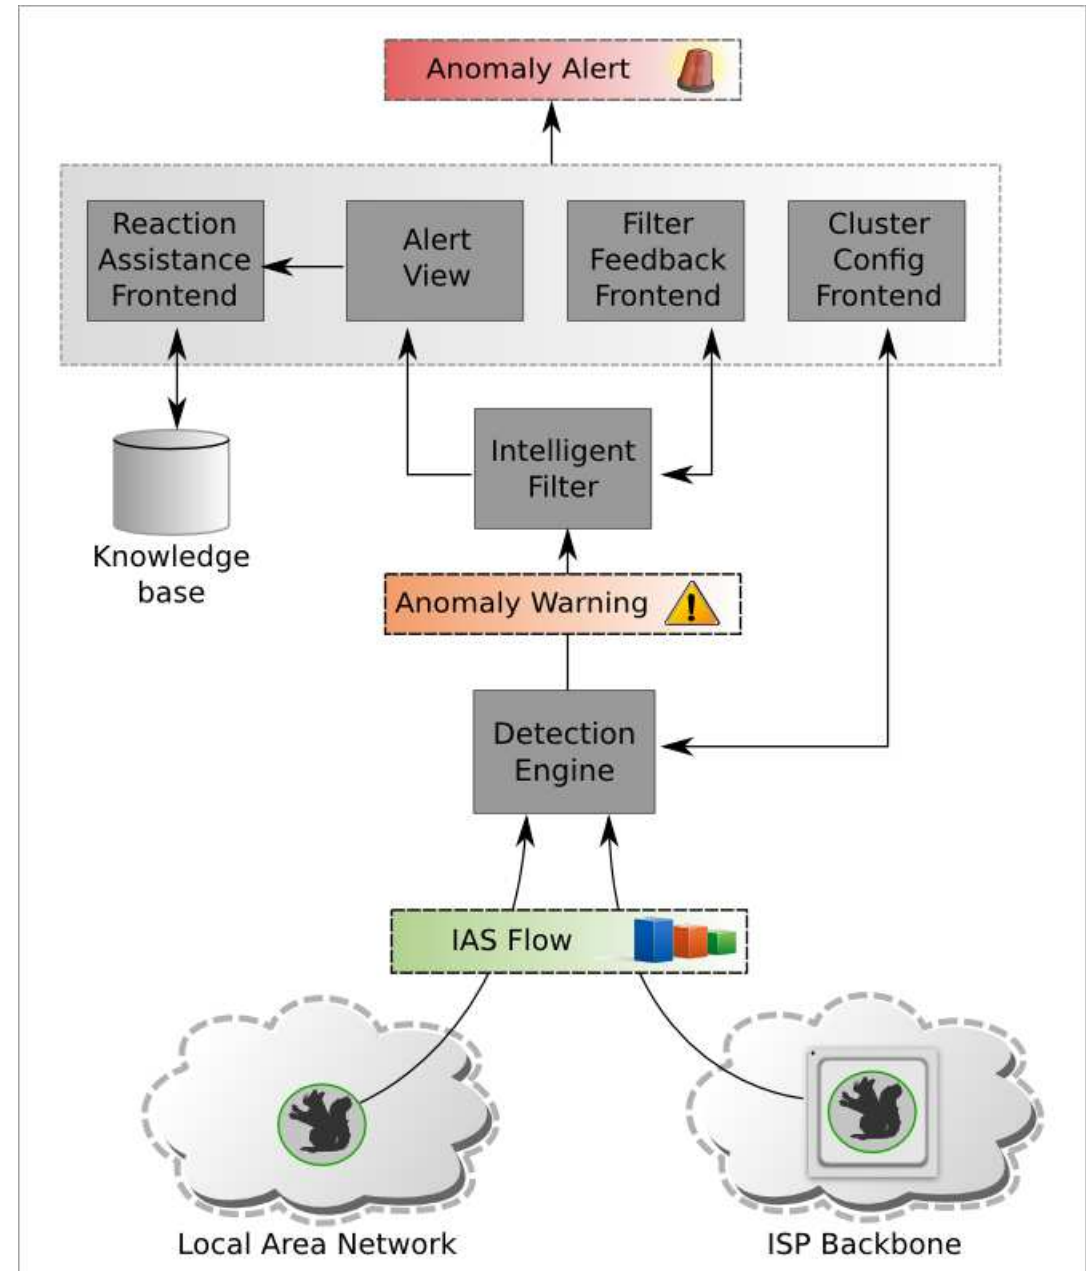 Anomaly Alert
Reaction
Assistance
Frontend
Alert
View
Filter
Feedback
Frontend
Cluster
Config
Frontend
Intelligent
Filter
Knowledge
base
Anomaly Warning
Detection
Engine
IAS Flow
Local Area Network
ISP Backbone